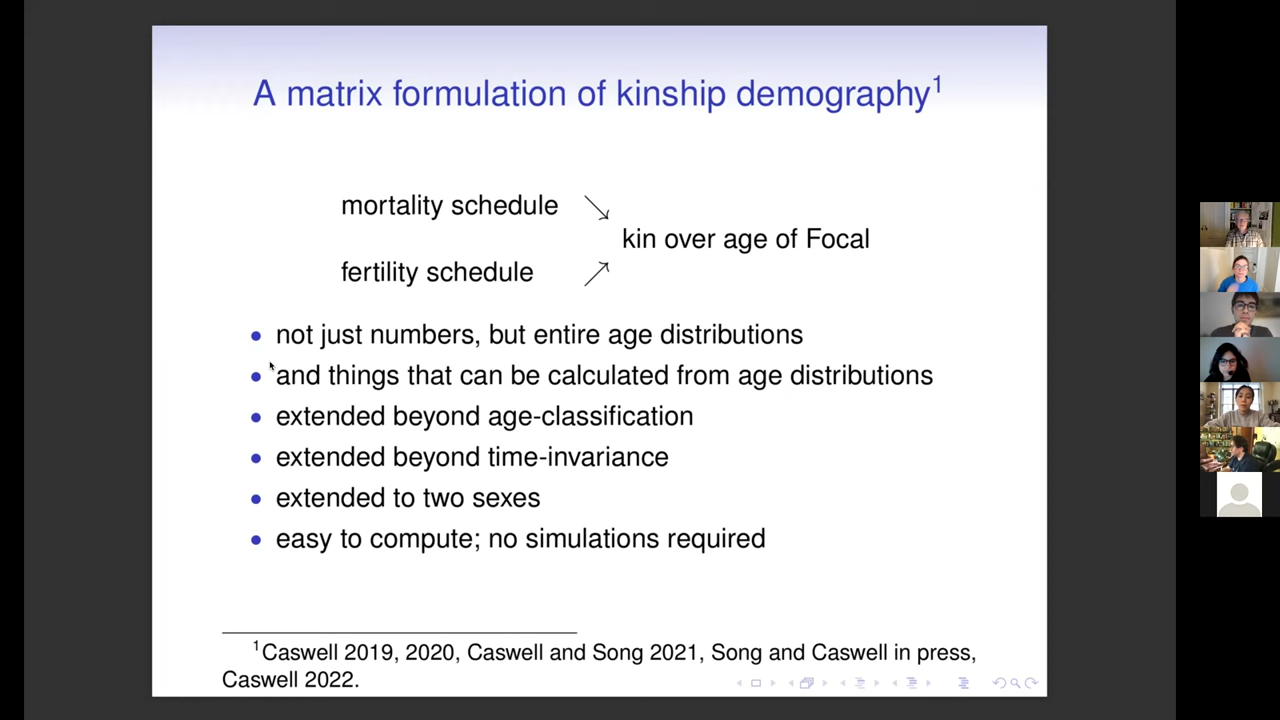 A matrix formulation of kinship demography1
mortality schedule
kin over age of Focal
fertility schedule
not just numbers, but entire age distributions
and things that can be calculated from age distributions
extended beyond age-classification
extended beyond time-invariance
extended to two sexes
easy to compute; no simulations required
1Caswell 2019, 2020, Caswell and Song 2021, Song and Caswell in press,
Caswell 2022.